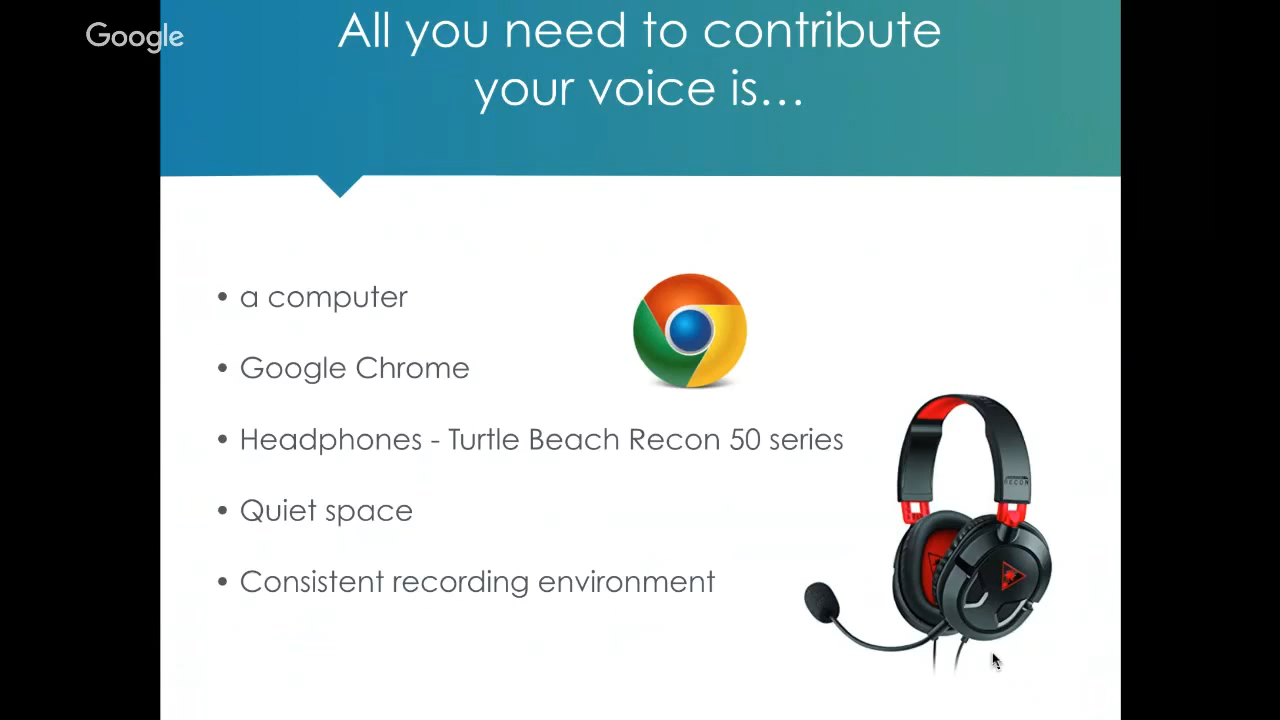 Google
All you need to contribute
your voice is…
• a computer
• Google Chrome
• Headphones - Turtle Beach Recon 50 series
• Quiet space
• Consistent recording environment
RECON